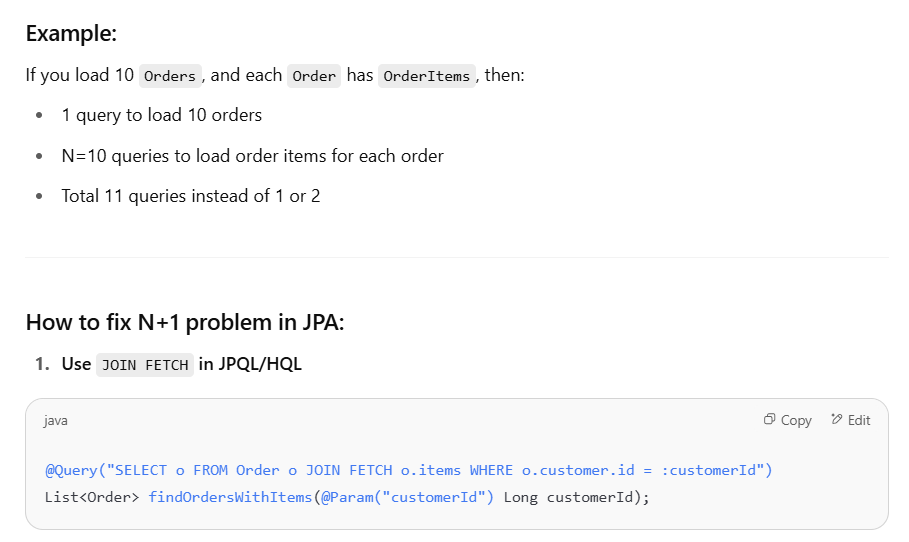 Example:
If you load 10 Orders, and each Order has OrderItems, then:
• 1 query to load 10 orders
• N=10 queries to load order items for each order
• Total 11 queries instead of 1 or 2
How to fix N+1 problem in JPA:
1. Use JOIN FETCH in JPQL/HQL
java Copy Edit
@Query("SELECT o FROM Order o JOIN FETCH o.items WHERE o.customer.id = :customerId")
List<Order> findOrdersWithItems(@Param("customerId") Long customerId);